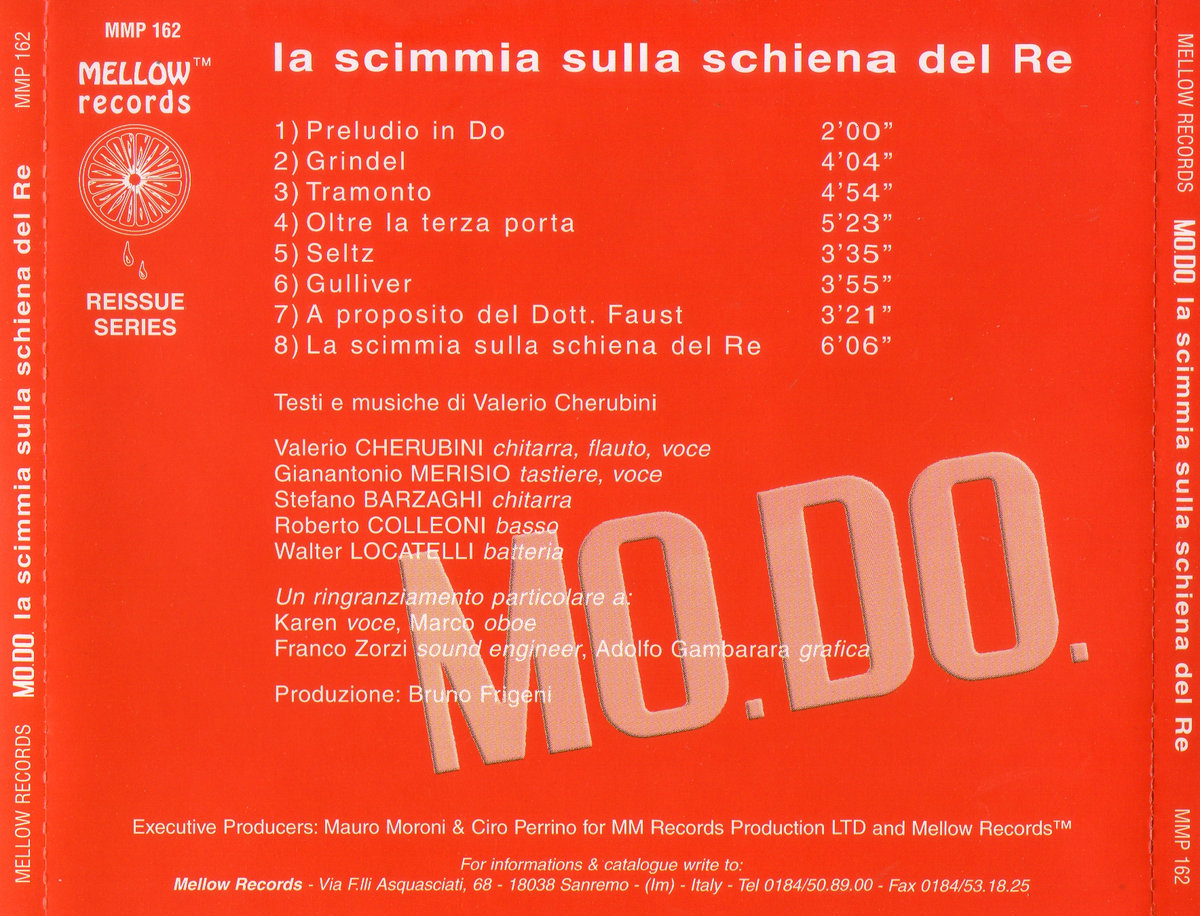 MMP 162
MELLOW™
records
REISSUE
SERIES
la scimmia sulla schiena del Re
1) Preludio in Do 2’00”
2) Grindel 4’04”
3) Tramonto 4’54”
4) Oltre la terza porta 5’23”
5) Seltz 3’35”
6) Gulliver 3’55”
7) A proposito del Dott. Faust 3’21”
8) La scimmia sulla schiena del Re 6’06”
Testi e musiche di Valerio Cherubini
Valerio CHERUBINI chitarra, flauto, voce
Gianantonio MERISIO tastiere, voce
Stefano BARZAGHI chitarra
Roberto COLLEONI basso
Walter LOCATELLI batteria
Un ringranziamento particolare a:
Karen voce, Marco oboe
Franco Zorzi sound engineer, Adolfo Gambarara grafica
Produzione: Bruno Frigeni
MO.DO.
Executive Producers: Mauro Moroni & Ciro Perrino for MM Records Production LTD and Mellow Records™
For informations & catalogue write to:
Mellow Records - Via F.lli Asquasciati, 68 - 18038 Sanremo - (Im) - Italy - Tel 0184/50.89.00 - Fax 0184/53.18.25
MELLOW RECORDS MO.DO. la scimmia sulla schiena del Re MMP 162
MELLOW RECORDS MO.DO. la scimmia sulla schiena del Re MMP 162